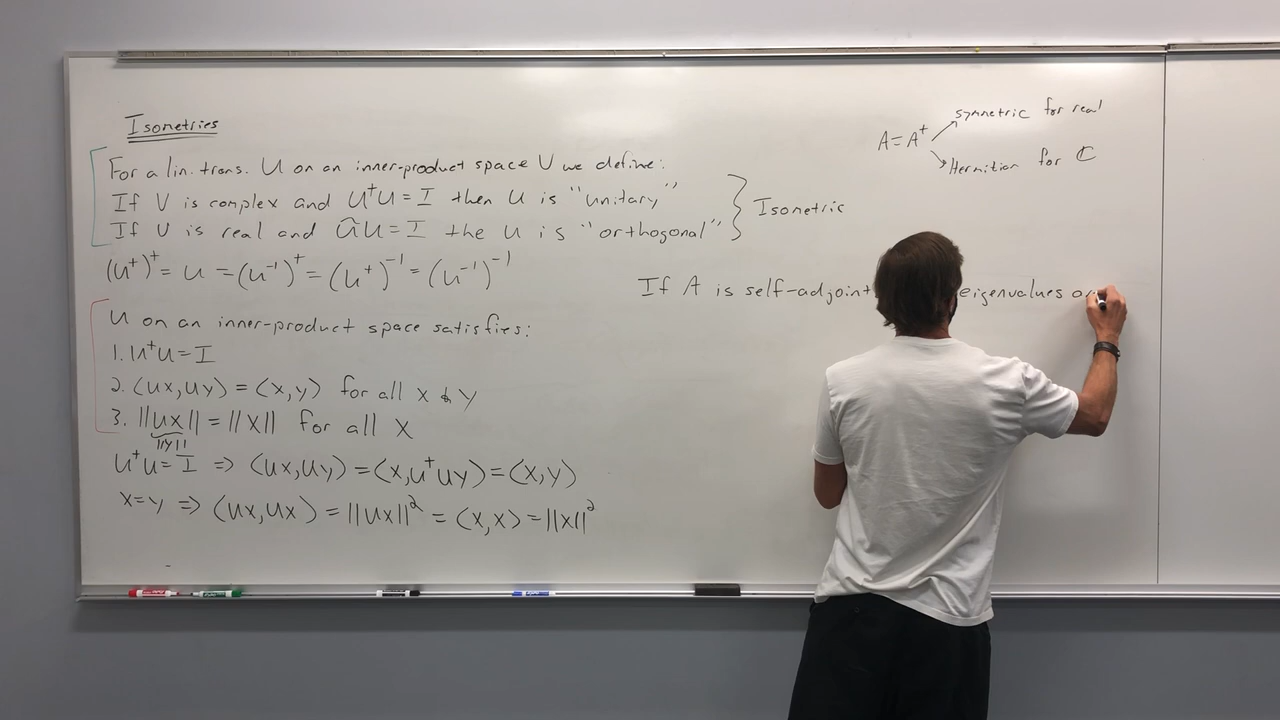 Isometries
For a lin. trans. U on an inner-product space V we define:
If V is complex and U†U = I then U is "unitary"
If V is real and ŨU = I the U is "orthogonal"
Isometric
(U†)† = U = (U⁻¹)† = (U†)⁻¹ = (U⁻¹)⁻¹
U on an inner-product space satisfies:
1. U†U = I
2. (Ux, Uy) = (x, y) for all x & y
3. ||Ux|| = ||x|| for all x
||y||
U†U = I ⇒ (Ux, Uy) = (x, U†Uy) = (x, y)
x = y ⇒ (Ux, Ux) = ||Ux||² = (x, x) = ||x||²
symmetric for real
A = A†
Hermition for ℂ
If A is self-adjoint eigenvalues